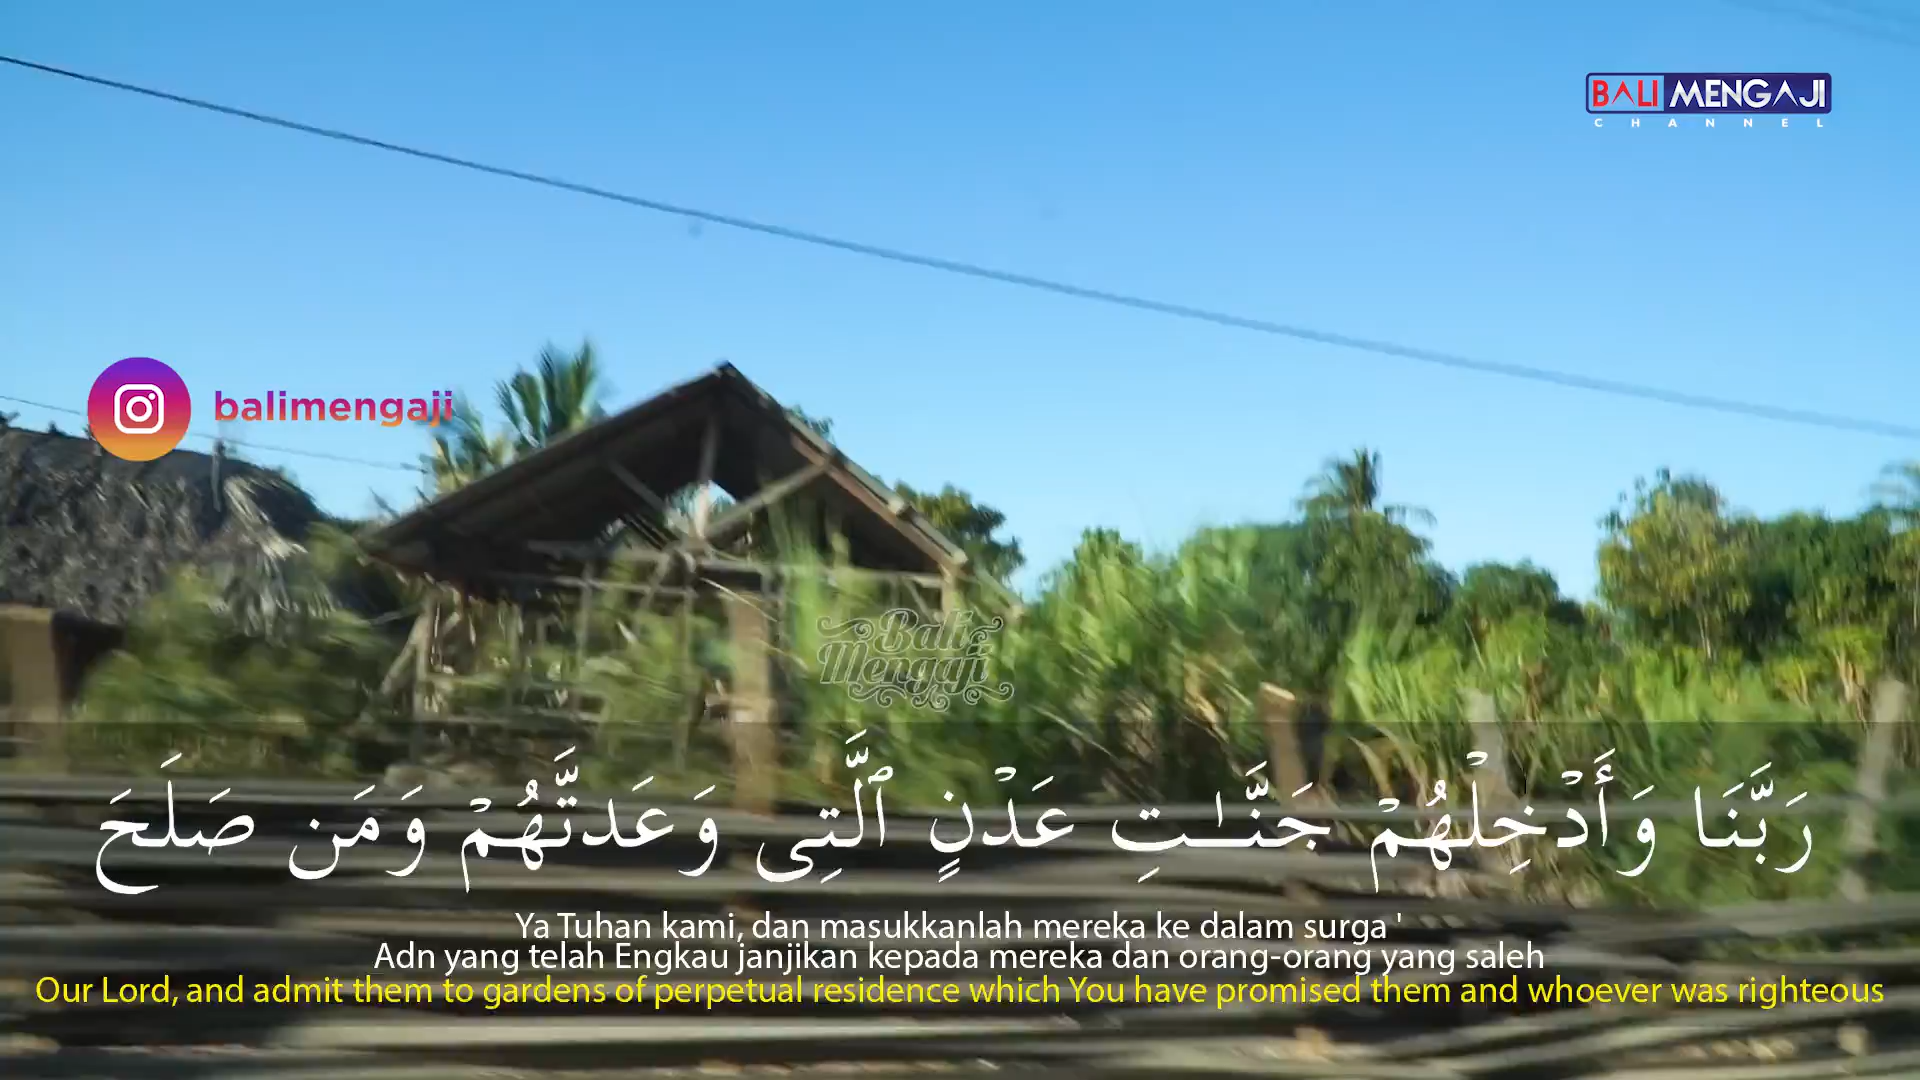 BALI MENGAJI
CHANNEL
balimengaji
Bali
Mengaji
رَبَّنَا وَأَدْخِلْهُمْ جَنَّـٰتِ عَدْنٍ ٱلَّتِى وَعَدتَّهُمْ وَمَن صَلَحَ
Ya Tuhan kami, dan masukkanlah mereka ke dalam surga '
Adn yang telah Engkau janjikan kepada mereka dan orang-orang yang saleh
Our Lord, and admit them to gardens of perpetual residence which You have promised them and whoever was righteous